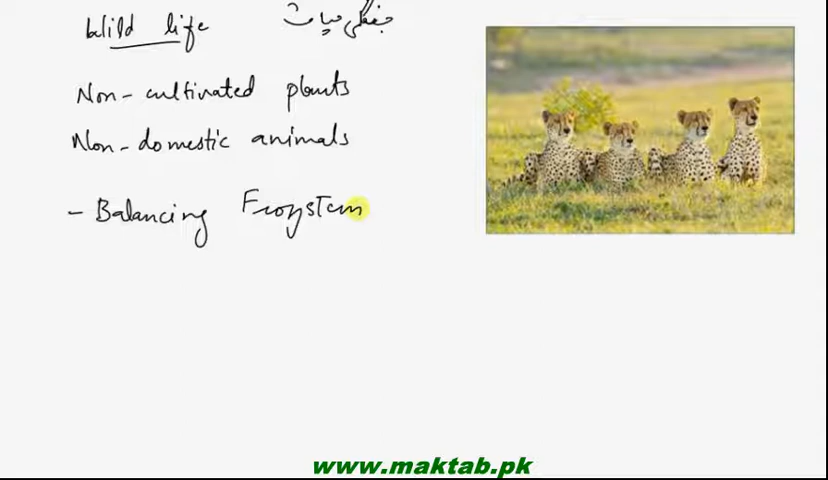 Wild life جنگلی حیات
Non-cultivated plants
Non-domestic animals
- Balancing Ecosystem
www.maktab.pk